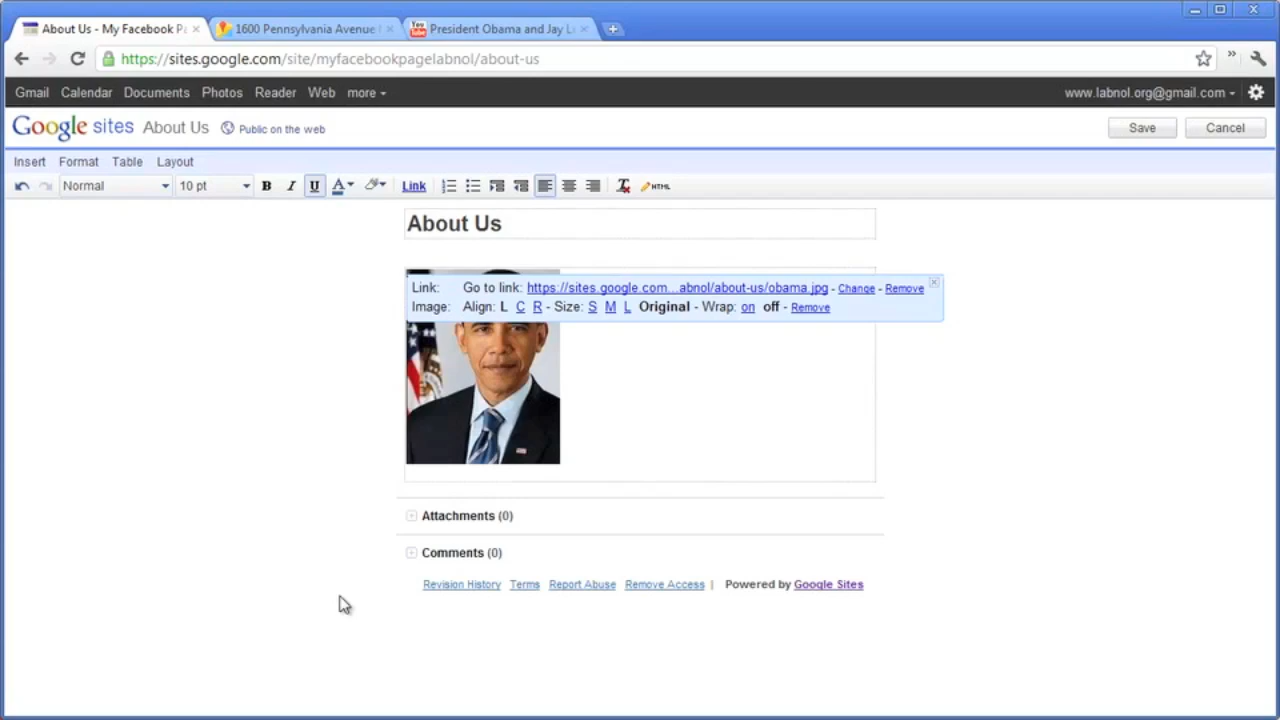 About Us - My Facebook Pa
1600 Pennsylvania Avenue
President Obama and Jay L
https://sites.google.com/site/myfacebookpagelabnol/about-us
Gmail Calendar Documents Photos Reader Web more www.labnol.org@gmail.com
Google sites About Us Public on the web Save Cancel
Insert Format Table Layout
Normal 10 pt B I U A Link T HTML
About Us
Link: Go to link: https://sites.google.com...abnol/about-us/obama.jpg - Change - Remove
Image: Align: L C R - Size: S M L Original - Wrap: on off - Remove
Attachments (0)
Comments (0)
Revision History Terms Report Abuse Remove Access | Powered by Google Sites